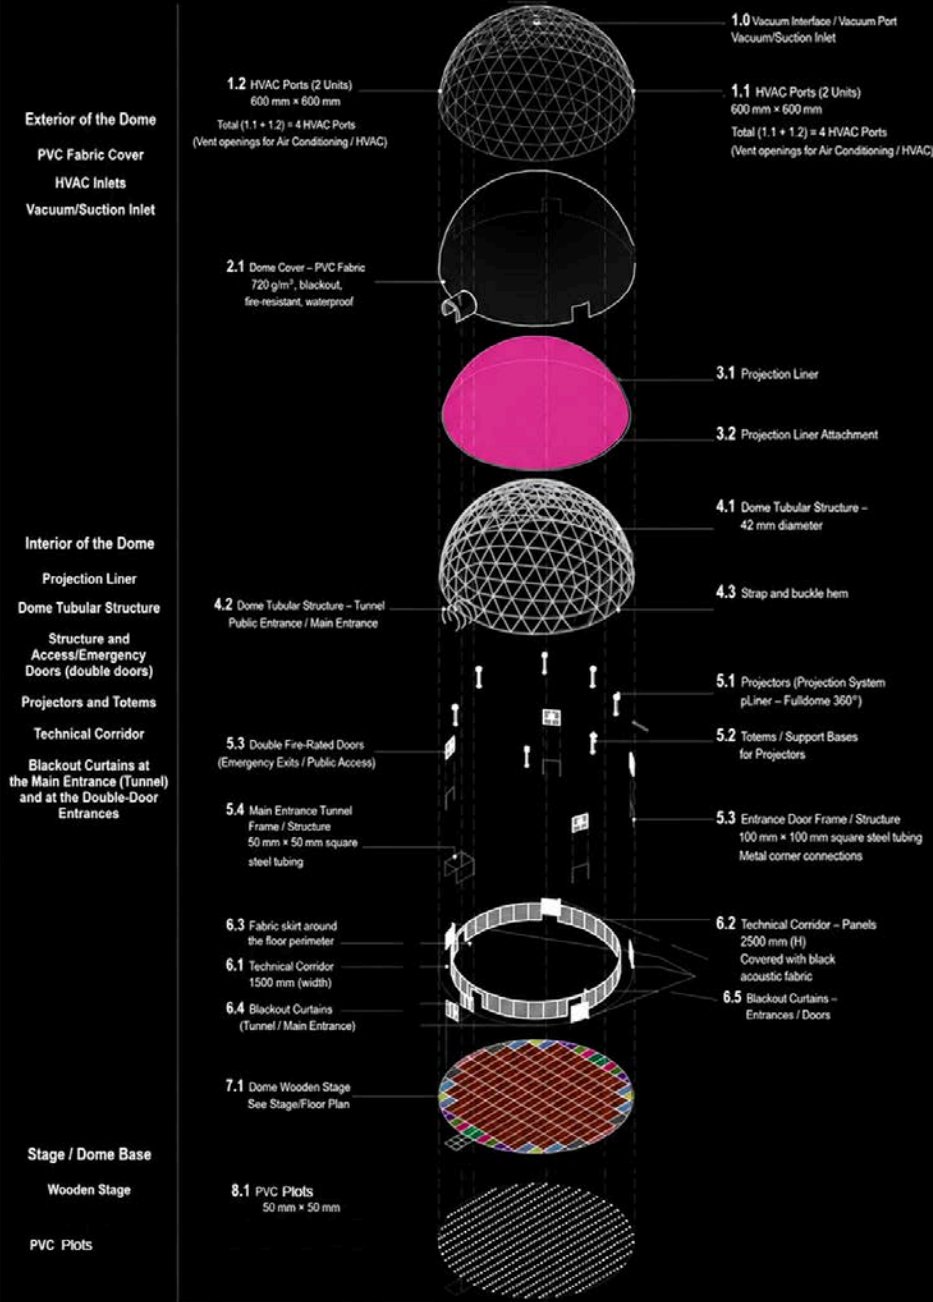 Exterior of the Dome
PVC Fabric Cover
HVAC Inlets
Vacuum/Suction Inlet
1.0 Vacuum Interface / Vacuum Port
Vacuum/Suction Inlet
1.2 HVAC Ports (2 Units)
600 mm × 600 mm
Total (1.1 + 1.2) = 4 HVAC Ports
(Vent openings for Air Conditioning / HVAC)
1.1 HVAC Ports (2 Units)
600 mm × 600 mm
Total (1.1 + 1.2) = 4 HVAC Ports
(Vent openings for Air Conditioning / HVAC)
2.1 Dome Cover – PVC Fabric
720 g/m³, blackout,
fire-resistant, waterproof
3.1 Projection Liner
3.2 Projection Liner Attachment
Interior of the Dome
Projection Liner
Dome Tubular Structure
Structure and
Access/Emergency
Doors (double doors)
Projectors and Totems
Technical Corridor
Blackout Curtains at
the Main Entrance (Tunnel)
and at the Double-Door
Entrances
4.1 Dome Tubular Structure –
42 mm diameter
4.2 Dome Tubular Structure – Tunnel
Public Entrance / Main Entrance
4.3 Strap and buckle hem
5.1 Projectors (Projection System
pLiner – Fulldome 360°)
5.3 Double Fire-Rated Doors
(Emergency Exits / Public Access)
5.2 Totems / Support Bases
for Projectors
5.4 Main Entrance Tunnel
Frame / Structure
50 mm × 50 mm square
steel tubing
5.3 Entrance Door Frame / Structure
100 mm × 100 mm square steel tubing
Metal corner connections
6.3 Fabric skirt around
the floor perimeter
6.1 Technical Corridor
1500 mm (width)
6.4 Blackout Curtains
(Tunnel / Main Entrance)
6.2 Technical Corridor – Panels
2500 mm (H)
Covered with black
acoustic fabric
6.5 Blackout Curtains –
Entrances / Doors
7.1 Dome Wooden Stage
See Stage/Floor Plan
Stage / Dome Base
Wooden Stage
PVC Plots
8.1 PVC Plots
50 mm × 50 mm